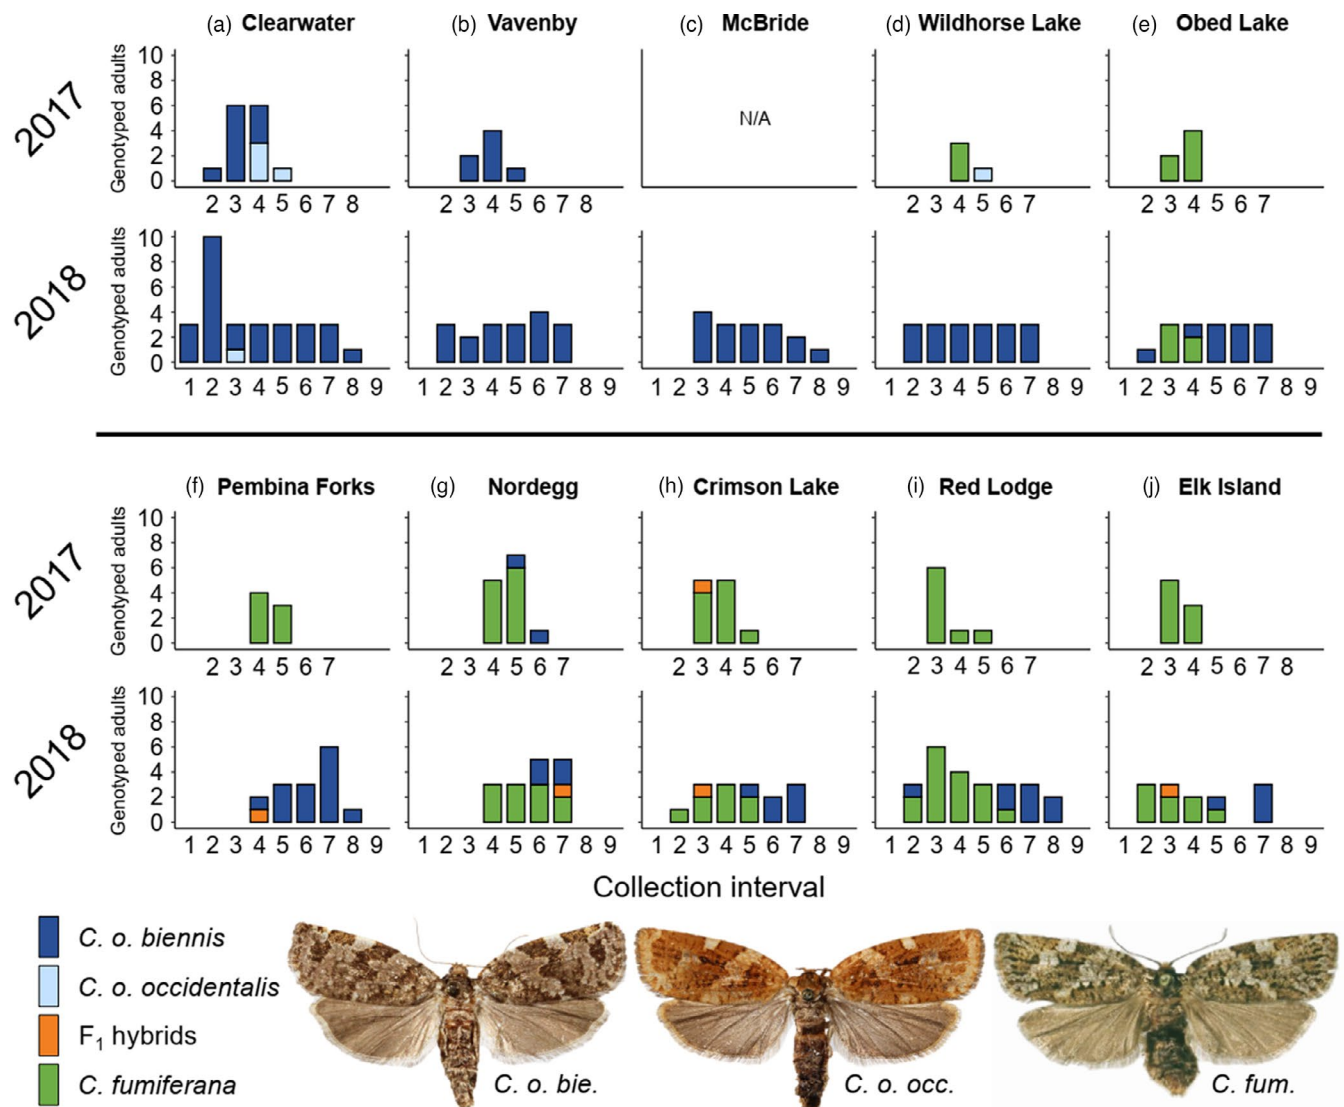 (a) Clearwater (b) Vavenby (c) McBride (d) Wildhorse Lake (e) Obed Lake
2017
Genotyped adults
10
8
6
4
2
0
N/A
2 3 4 5 6 7 8 2 3 4 5 6 7 8 2 3 4 5 6 7 2 3 4 5 6 7
2018
Genotyped adults
10
8
6
4
2
0
1 2 3 4 5 6 7 8 9 1 2 3 4 5 6 7 8 9 1 2 3 4 5 6 7 8 9 1 2 3 4 5 6 7 8 9 1 2 3 4 5 6 7 8 9
(f) Pembina Forks (g) Nordegg (h) Crimson Lake (i) Red Lodge (j) Elk Island
2017
Genotyped adults
10
8
6
4
2
0
2 3 4 5 6 7 2 3 4 5 6 7 2 3 4 5 6 7 2 3 4 5 6 7 8 2 3 4 5 6 7 8
2018
Genotyped adults
10
8
6
4
2
0
1 2 3 4 5 6 7 8 9 1 2 3 4 5 6 7 8 9 1 2 3 4 5 6 7 8 9 1 2 3 4 5 6 7 8 9 1 2 3 4 5 6 7 8 9
Collection interval
C. o. biennis
C. o. occidentalis
F₁ hybrids
C. fumiferana
C. o. bie. C. o. occ. C. fum.